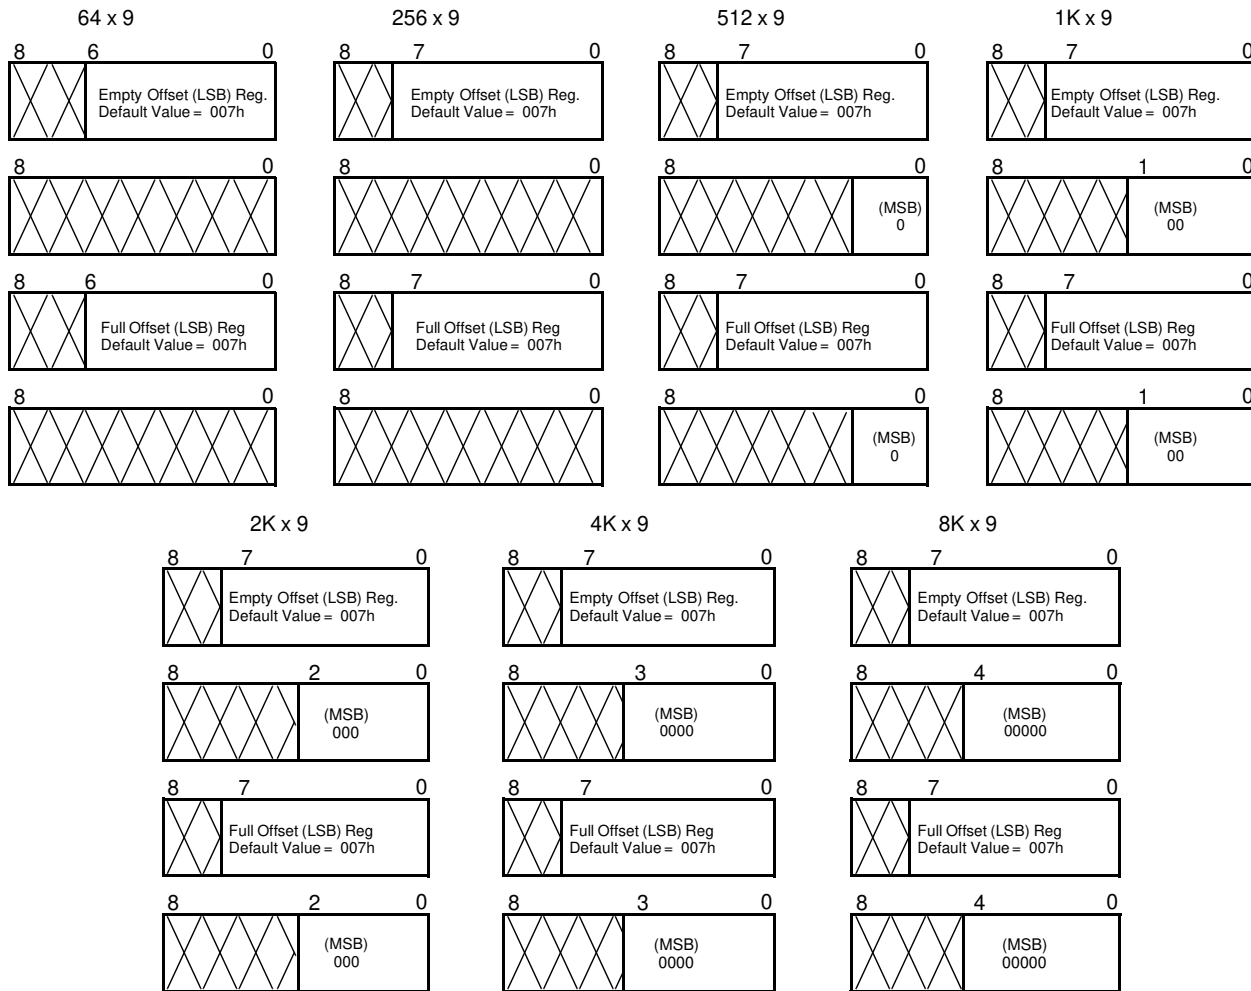 64 x 9 256 x 9 512 x 9 1K x 9
8 6 0 8 7 0 8 7 0 8 7 0
Empty Offset (LSB) Reg. Empty Offset (LSB) Reg. Empty Offset (LSB) Reg. Empty Offset (LSB) Reg.
Default Value = 007h Default Value = 007h Default Value = 007h Default Value = 007h
8 0 8 0 8 0 8 1 0
(MSB) (MSB)
0 00
8 6 0 8 7 0 8 7 0 8 7 0
Full Offset (LSB) Reg Full Offset (LSB) Reg Full Offset (LSB) Reg Full Offset (LSB) Reg
Default Value = 007h Default Value = 007h Default Value = 007h Default Value = 007h
8 0 8 0 8 0 8 1 0
(MSB) (MSB)
0 00
2K x 9 4K x 9 8K x 9
8 7 0 8 7 0 8 7 0
Empty Offset (LSB) Reg. Empty Offset (LSB) Reg. Empty Offset (LSB) Reg.
Default Value = 007h Default Value = 007h Default Value = 007h
8 2 0 8 3 0 8 4 0
(MSB) (MSB) (MSB)
000 0000 00000
8 7 0 8 7 0 8 7 0
Full Offset (LSB) Reg Full Offset (LSB) Reg Full Offset (LSB) Reg
Default Value = 007h Default Value = 007h Default Value = 007h
8 2 0 8 3 0 8 4 0
(MSB) (MSB) (MSB)
000 0000 00000